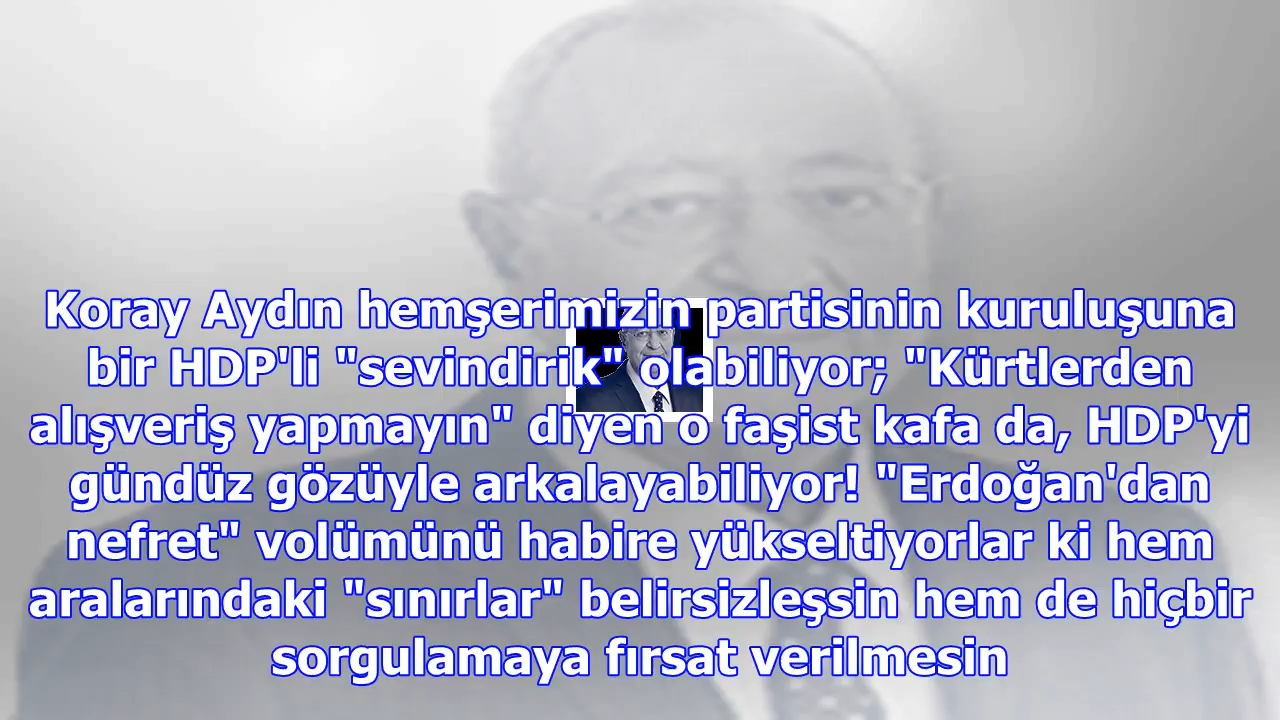 Koray Aydın hemşerimizin partisinin kuruluşuna
bir HDP'li "sevindirik" olabiliyor; "Kürtlerden
alışveriş yapmayın" diyen o faşist kafa da, HDP'yi
gündüz gözüyle arkalayabiliyor! "Erdoğan'dan
nefret" volümünü habire yükseltiyorlar ki hem
aralarındaki "sınırlar" belirsizleşsin hem de hiçbir
sorgulamaya fırsat verilmesin